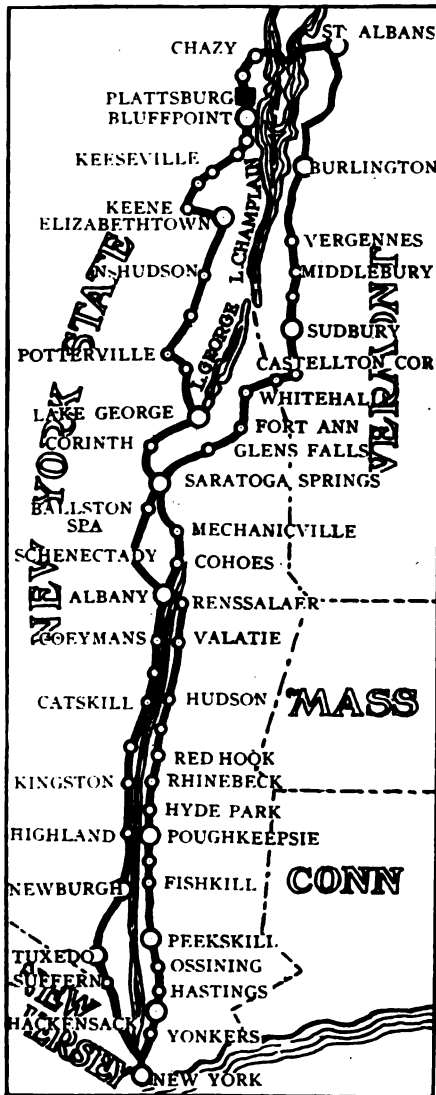 ST. ALBANS
CHAZY
PLATTSBURG
BLUFFPOINT
KEESEVILLE
BURLINGTON
L. CHAMPLAIN
KEENE
ELIZABETHTOWN
VERGENNES
N. HUDSON
MIDDLEBURY
NEW YORK STATE
VERMONT
SUDBURY
L. GEORGE
POTTERVILLE
CASTELLTON COR
WHITEHALL
LAKE GEORGE
FORT ANN
CORINTH
GLENS FALLS
SARATOGA SPRINGS
BALLSTON
SPA
MECHANICVILLE
SCHENECTADY
COHOES
ALBANY
RENSSALAER
COEYMANS
VALATIE
CATSKILL
HUDSON
MASS
RED HOOK
KINGSTON
RHINEBECK
HYDE PARK
HIGHLAND
POUGHKEEPSIE
NEWBURGH
FISHKILL
CONN
PEEKSKILL
TUXEDO
OSSINING
SUFFERN
HASTINGS
NEW
JERSEY
HACKENSACK
YONKERS
NEW YORK